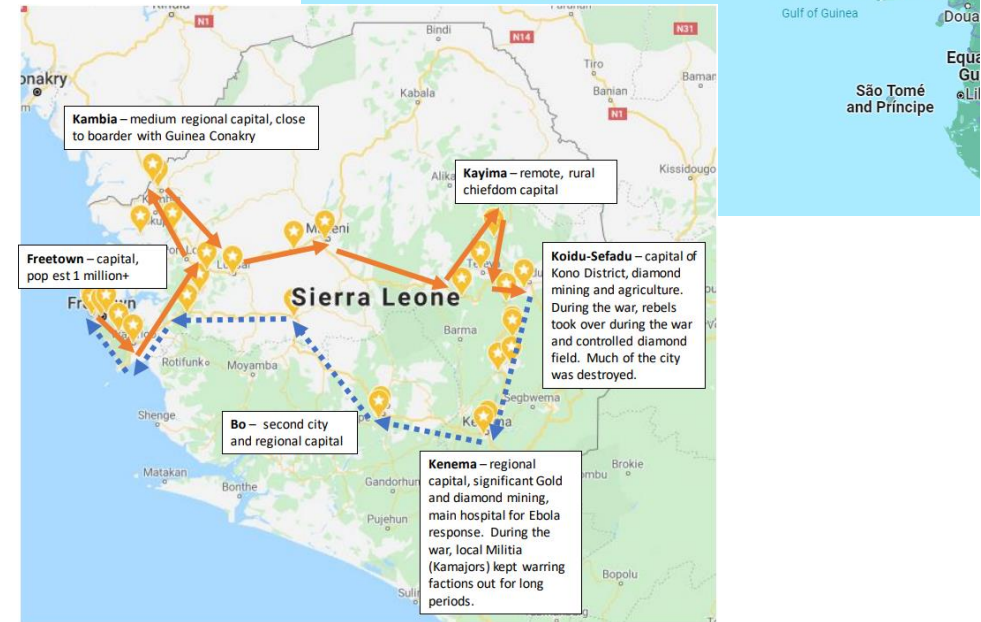 Gulf of Guinea
São Tomé
and Príncipe
N1
Bindi
N14
N31
Tiro
Banian
N1
Kabala
Kambia – medium regional capital, close
to boarder with Guinea Conakry
Kayima – remote, rural
chiefdom capital
Kissidougo
Freetown – capital,
pop est 1 million+
Koidu-Sefadu – capital of
Kono District, diamond
mining and agriculture.
During the war, rebels
took over during the war
and controlled diamond
field. Much of the city
was destroyed.
Sierra Leone
Barma
Rotifunk
Moyamba
Segbwema
Shenge
Bo – second city
and regional capital
Kenema – regional
capital, significant Gold
and diamond mining,
main hospital for Ebola
response. During the
war, local Militia
(Kamajors) kept warring
factions out for long
periods.
Matakan
Bonthe
Gandorhun
Brokie
Pujehun
Bopolu